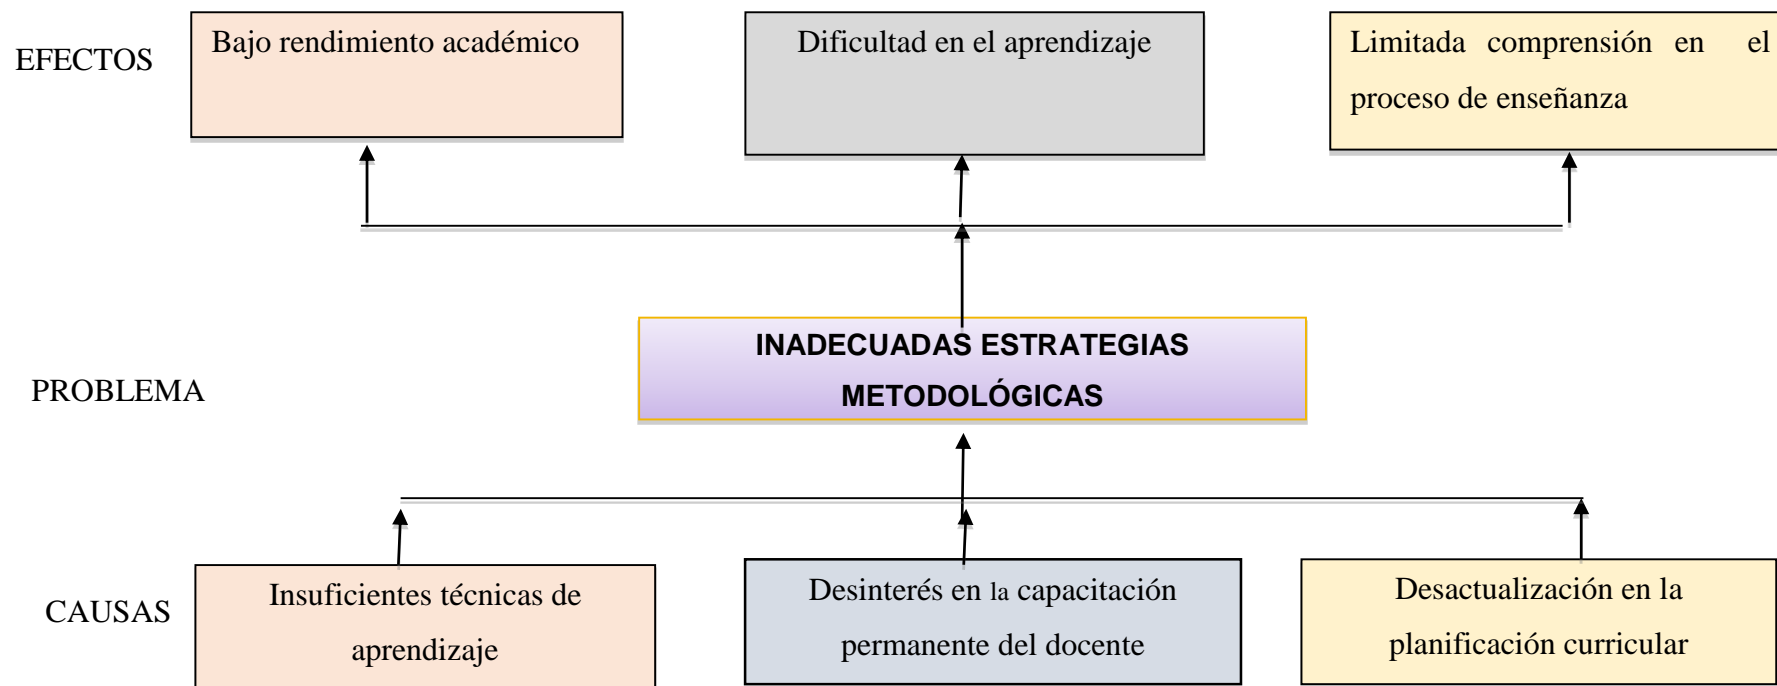 EFECTOS
Bajo rendimiento académico
Dificultad en el aprendizaje
Limitada comprensión en el
proceso de enseñanza
PROBLEMA
INADECUADAS ESTRATEGIAS
METODOLÓGICAS
CAUSAS
Insuficientes técnicas de
aprendizaje
Desinterés en la capacitación
permanente del docente
Desactualización en la
planificación curricular